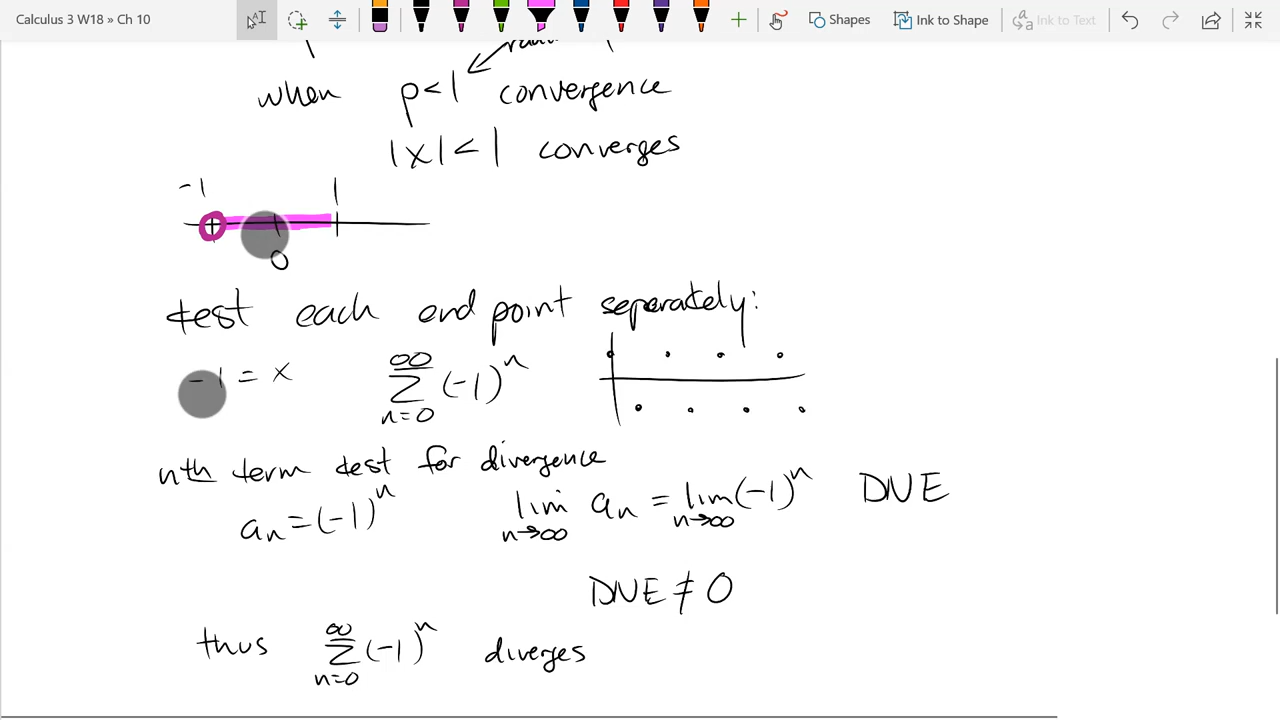 Calculus 3 W18 » Ch 10
Shapes
Ink to Shape
Ink to Text
when ρ < 1 convergence
|x| < 1 converges
-1 1
0
test each end point separately:
-1 = x ∞ Σ n=0 (-1)^n
nth term test for divergence
a_n = (-1)^n lim n→∞ a_n = lim n→∞ (-1)^n DNE
DNE ≠ 0
thus ∞ Σ n=0 (-1)^n diverges